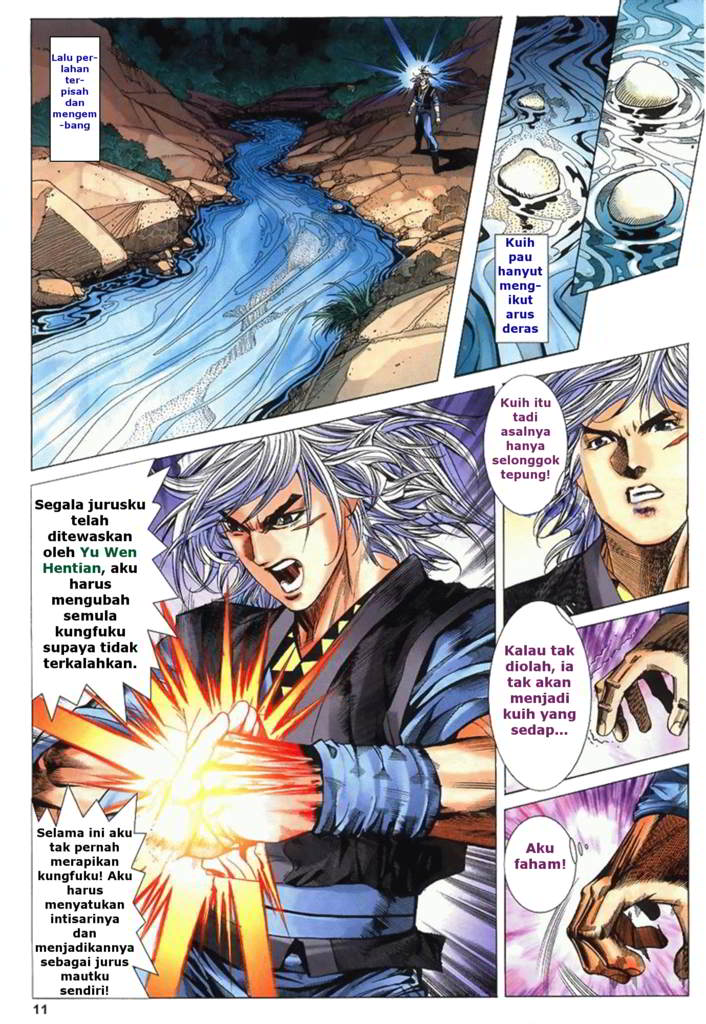 Lalu per-
lahan
ter-
pisah
dan
mengem
-bang
Kuih
pau
hanyut
meng-
ikut
arus
deras
Kuih itu
tadi
asalnya
hanya
selonggok
tepung!
Segala jurusku
telah
ditewaskan
oleh Yu Wen
Hentian, aku
harus
mengubah
semula
kungfuku
supaya tidak
terkalahkan.
Kalau tak
diolah, ia
tak akan
menjadi
kuih yang
sedap...
Selama ini aku
tak pernah
merapikan
kungfuku! Aku
harus
menyatukan
intisarinya
dan
menjadikannya
sebagai jurus
mautku
sendiri!
Aku
faham!
11